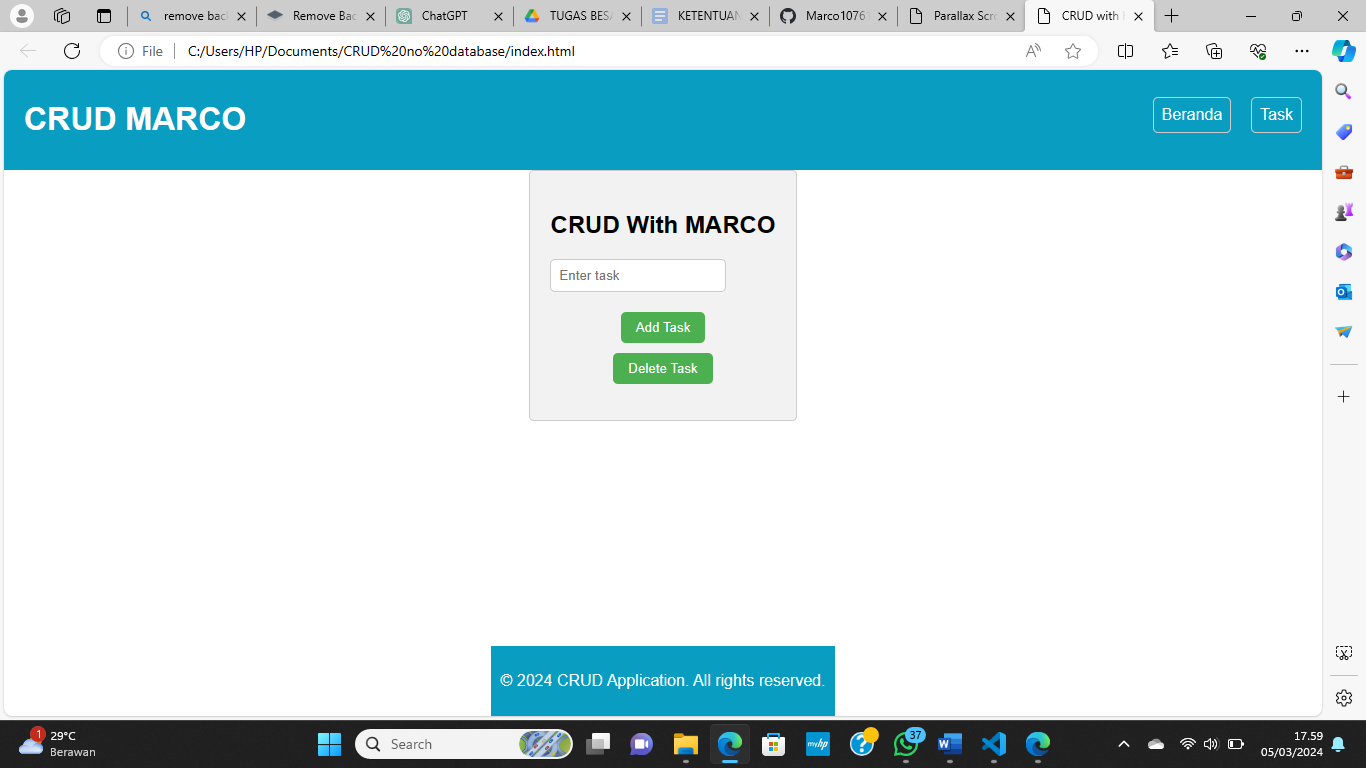 remove bac
Remove Bac
ChatGPT
TUGAS BES
KETENTUAN
Marco1076
Parallax Scro
CRUD with
File
C:/Users/HP/Documents/CRUD%20no%20database/index.html
CRUD MARCO
Beranda
Task
CRUD With MARCO
Enter task
Add Task
Delete Task
© 2024 CRUD Application. All rights reserved.
1
29°C
Berawan
Search
myhp
37
17.59
05/03/2024